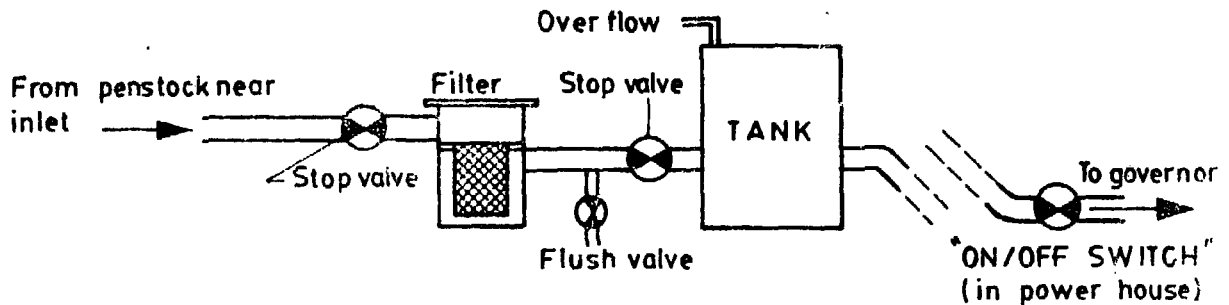 Over flow
From penstock near
inlet
Filter
Stop valve
TANK
Stop valve
To governor
Flush valve
"ON/OFF SWITCH"
(in power house)